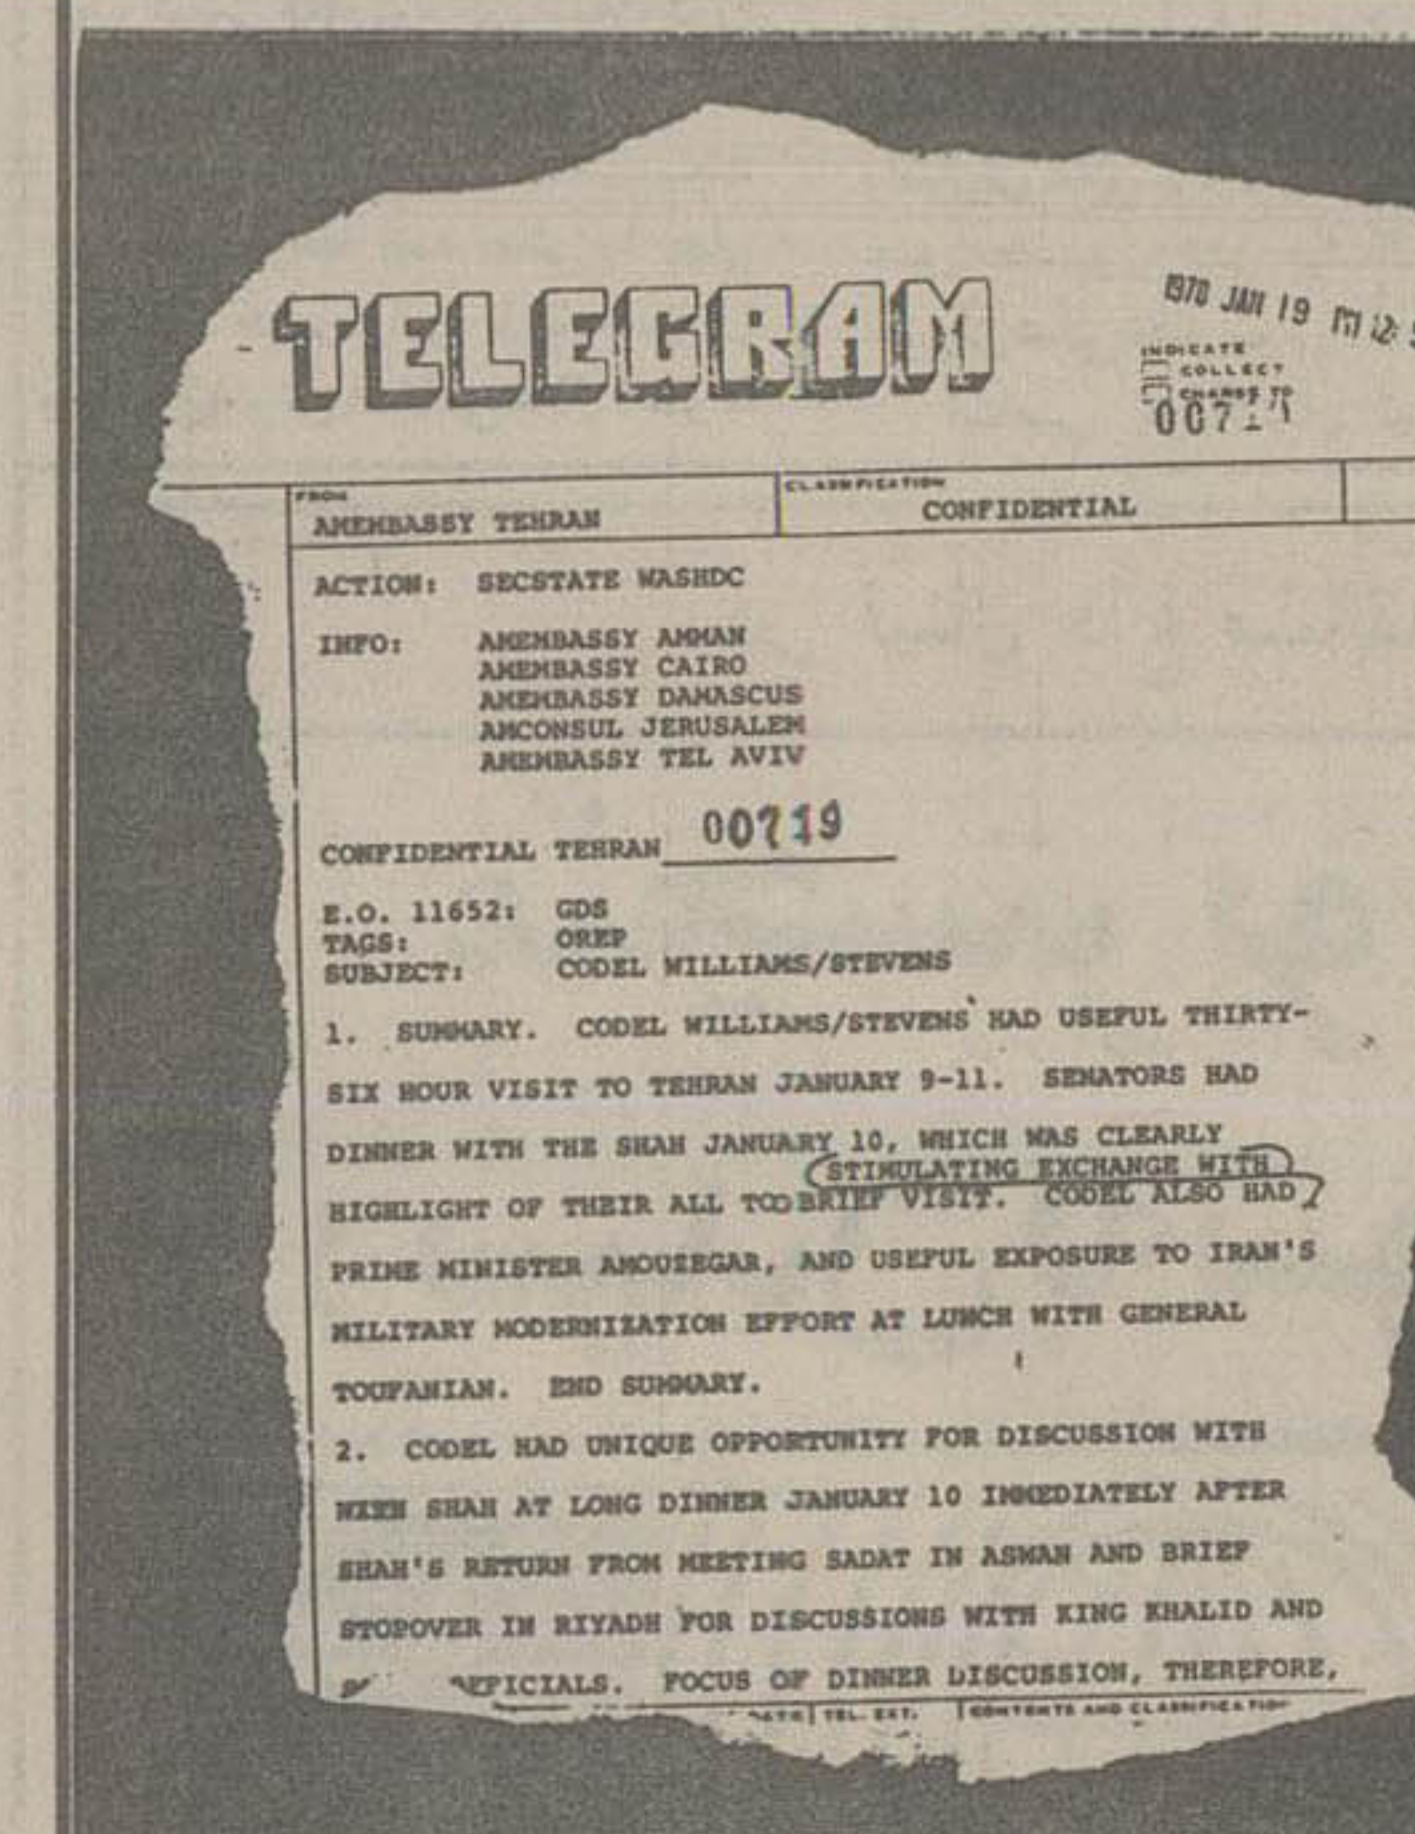 TELEGRAM
1978 JAN 19
INDICATE
COLLECT
CHARGE TO
FROM
CLASSIFICATION
AMEMBASSY TEHRAN
CONFIDENTIAL
ACTION: SECSTATE WASHDC
INFO: AMEMBASSY AMMAN
AMEMBASSY CAIRO
AMEMBASSY DAMASCUS
AMCONSUL JERUSALEM
AMEMBASSY TEL AVIV
CONFIDENTIAL TEHRAN 00719
E.O. 11652: GDS
TAGS: OREP
SUBJECT: CODEL WILLIAMS/STEVENS
1. SUMMARY. CODEL WILLIAMS/STEVENS HAD USEFUL THIRTY-
SIX HOUR VISIT TO TEHRAN JANUARY 9-11. SENATORS HAD
DINNER WITH THE SHAH JANUARY 10, WHICH WAS CLEARLY
STIMULATING EXCHANGE WITH
HIGHLIGHT OF THEIR ALL TOO BRIEF VISIT. CODEL ALSO HAD
PRIME MINISTER AMOUZEGAR, AND USEFUL EXPOSURE TO IRAN'S
MILITARY MODERNIZATION EFFORT AT LUNCH WITH GENERAL
TOUFANIAN. END SUMMARY.
2. CODEL HAD UNIQUE OPPORTUNITY FOR DISCUSSION WITH
SHAH AT LONG DINNER JANUARY 10 IMMEDIATELY AFTER
SHAH'S RETURN FROM MEETING SADAT IN ASWAN AND BRIEF
STOPOVER IN RIYADH FOR DISCUSSIONS WITH KING KHALID AND
OFFICIALS. FOCUS OF DINNER DISCUSSION, THEREFORE,
TEL. EXT. CONTENTS AND CLASSIFICATION